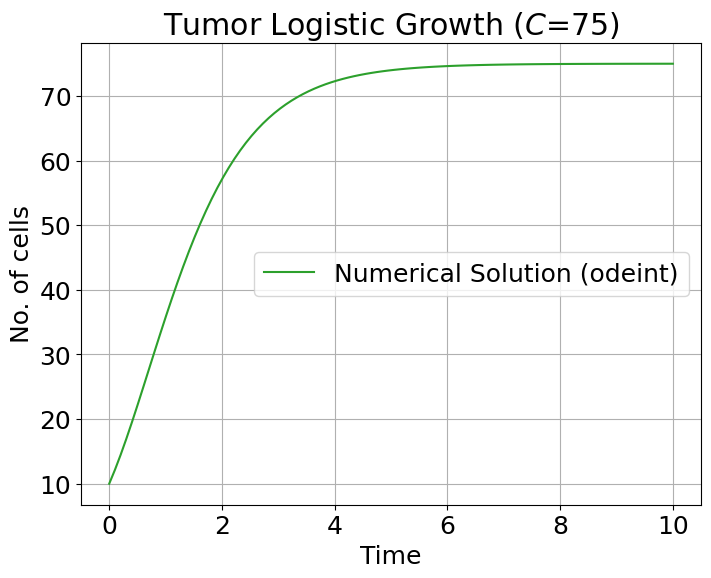 Tumor Logistic Growth (C=75)
No. of cells
70
60
50
40
30
20
10
Numerical Solution (odeint)
0 2 4 6 8 10
Time